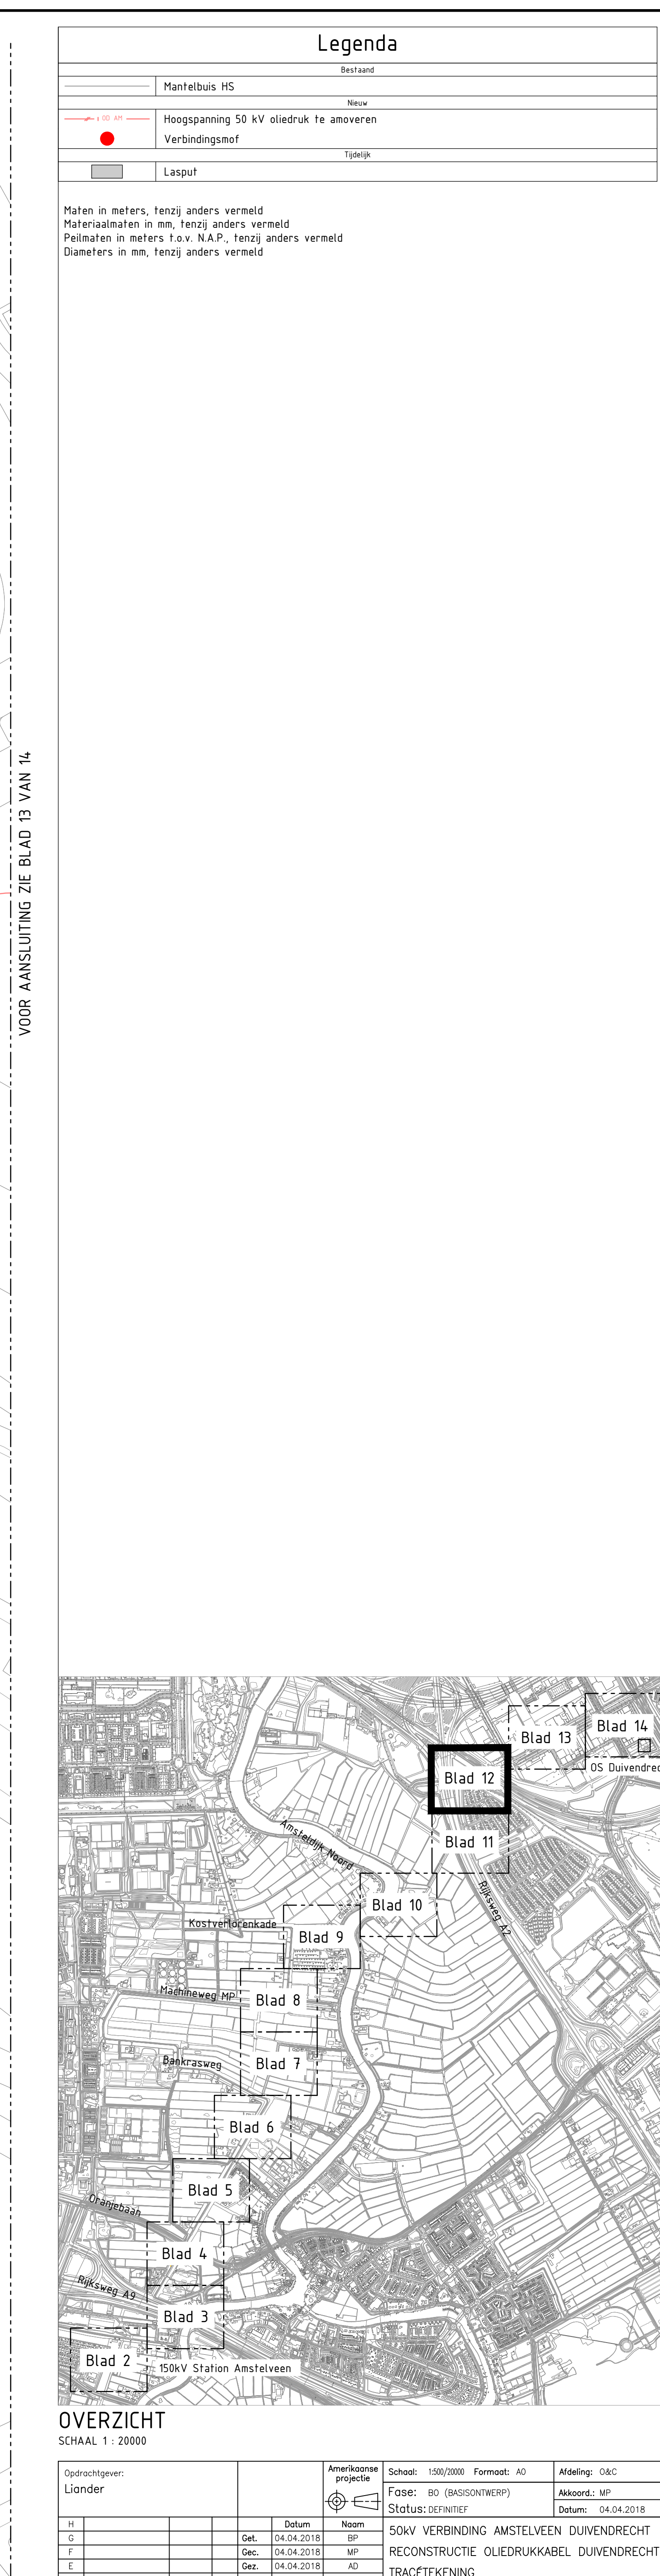 Legenda
Bestaand
Mantelbuis HS
Nieuw
OD AM
Hoogspanning 50 kV oliedruk te amoveren
Verbindingsmof
Tijdelijk
Lasput
Maten in meters, tenzij anders vermeld
Materiaalmaten in mm, tenzij anders vermeld
Peilmaten in meters t.o.v. N.A.P., tenzij anders vermeld
Diameters in mm, tenzij anders vermeld
VOOR AANSLUITING ZIE BLAD 13 VAN 14
Blad 14
Blad 13
OS Duivendrec
Blad 12
Amsteldijk Noord
Blad 11
Rijksweg A2
Blad 10
Kostverlorenkade
Blad 9
Machineweg MP
Blad 8
Bankrasweg
Blad 7
Blad 6
Blad 5
Oranjebaan
Blad 4
Rijksweg A9
Blad 3
Blad 2
150kV Station Amstelveen
OVERZICHT
SCHAAL 1 : 20000
Opdrachtgever:
Liander
Amerikaanse
projectie
Schaal: 1:500/20000 Formaat: A0
Afdeling: O&C
Fase: BO (BASISONTWERP)
Akkoord.: MP
Status: DEFINITIEF
Datum: 04.04.2018
H Datum Naam
G Get. 04.04.2018 BP
F Gec. 04.04.2018 MP
E Gez. 04.04.2018 AD
50kV VERBINDING AMSTELVEEN DUIVENDRECHT
RECONSTRUCTIE OLIEDRUKKABEL DUIVENDRECHT
TRACÉTEKENING